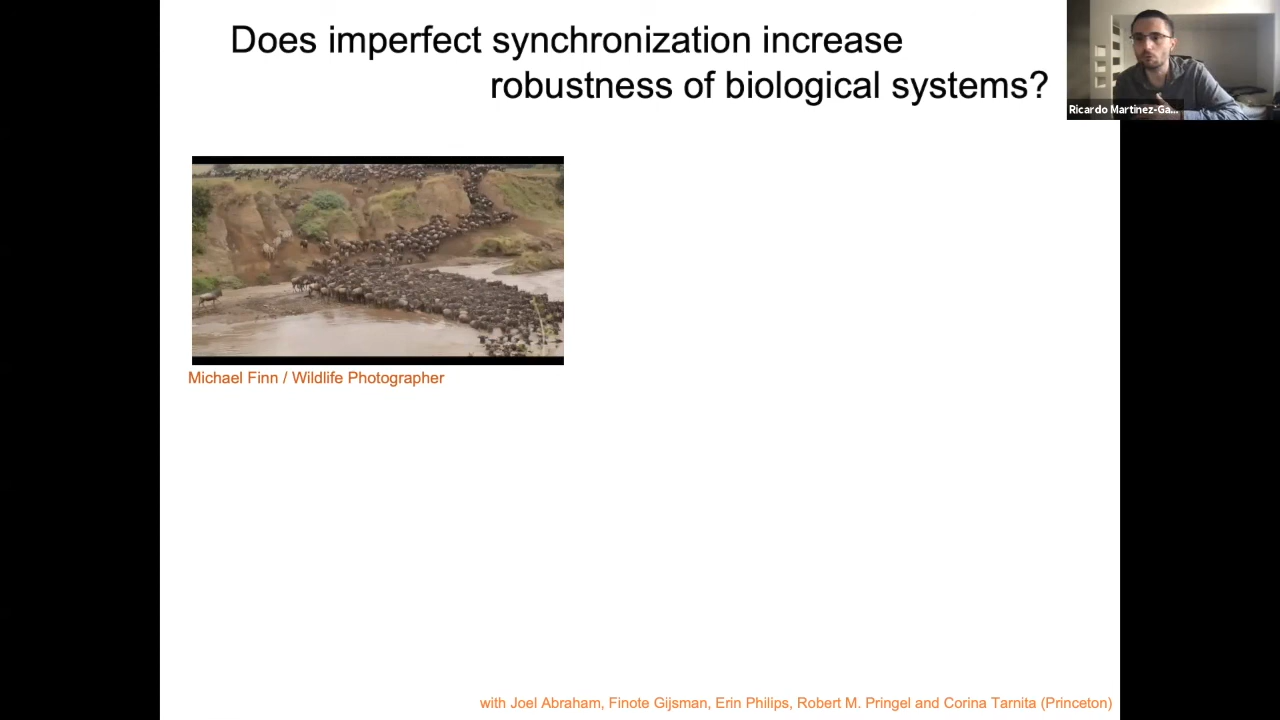 Does imperfect synchronization increase
robustness of biological systems?
Ricardo Martinez-Ga...
Michael Finn / Wildlife Photographer
with Joel Abraham, Finote Gijsman, Erin Philips, Robert M. Pringel and Corina Tarnita (Princeton)